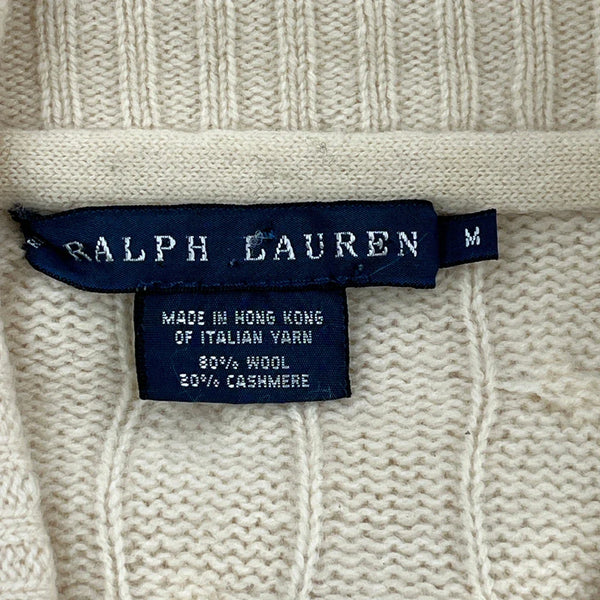 RALPH LAUREN
M
MADE IN HONG KONG
OF ITALIAN YARN
80% WOOL
20% CASHMERE